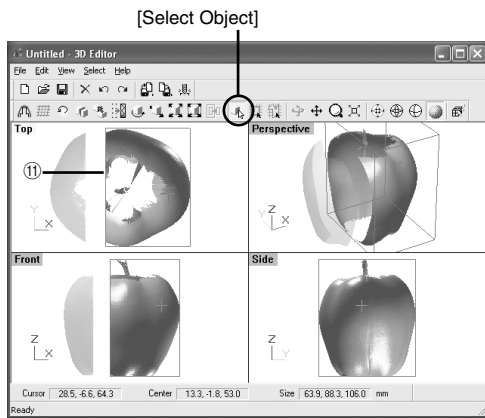 [Select Object]
Untitled - 3D Editor
File Edit View Select Help
Top
Perspective
⑪
Y
X
Z
Y
X
Front
Side
Z
X
Z
Y
Cursor 28.5, -6.6, 64.3 Center 13.3, -1.8, 53.0 Size 63.9, 88.3, 106.0 mm
Ready